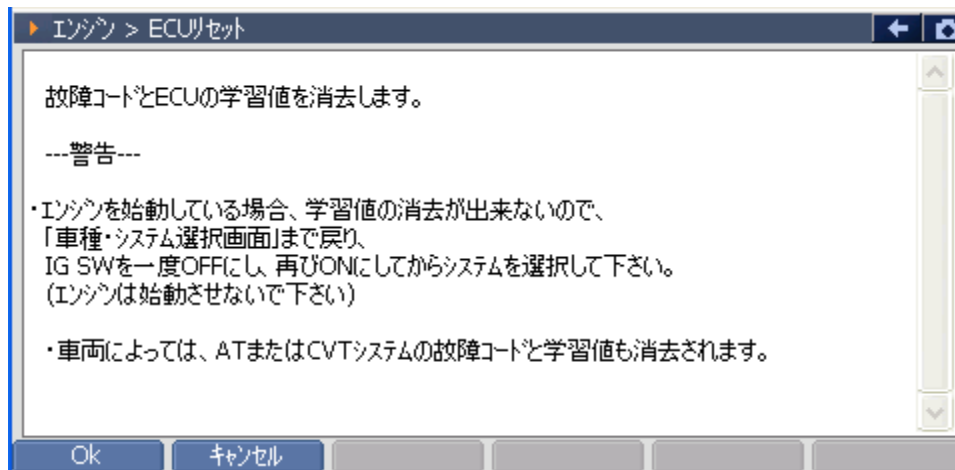 エンジン > ECUリセット
故障コードとECUの学習値を消去します。
---警告---
・エンジンを始動している場合、学習値の消去が出来ないので、
「車種・システム選択画面」まで戻り、
IG SWを一度OFFにし、再びONにしてからシステムを選択して下さい。
(エンジンは始動させないで下さい)
・車両によっては、ATまたはCVTシステムの故障コードと学習値も消去されます。
Ok
キャンセル